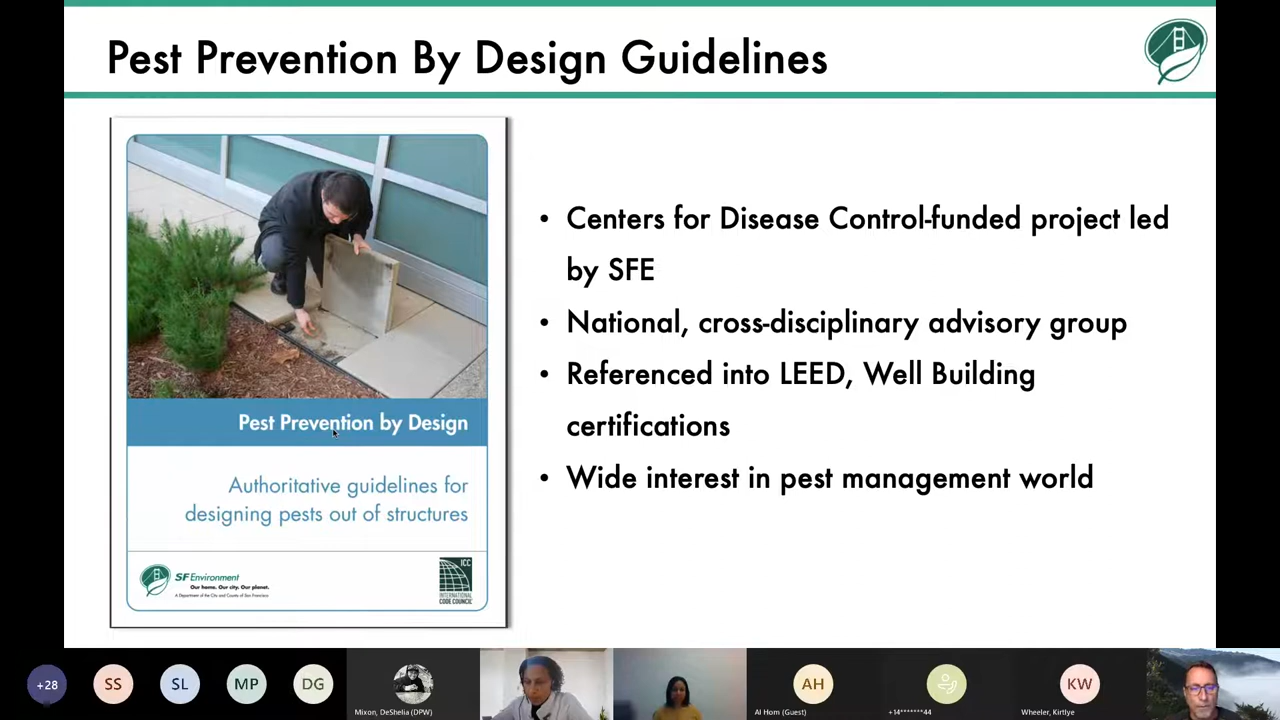 Pest Prevention By Design Guidelines
Pest Prevention by Design
Authoritative guidelines for
designing pests out of structures
SF Environment
Our home. Our city. Our planet.
A Department of the City and County of San Francisco
ICC
INTERNATIONAL
CODE COUNCIL
• Centers for Disease Control-funded project led
by SFE
• National, cross-disciplinary advisory group
• Referenced into LEED, Well Building
certifications
• Wide interest in pest management world
+28
SS
SL
MP
DG
Mixon, DeShelia (DPW)
AH
Al Hom (Guest)
+14*******44
KW
Wheeler, Kirtlye